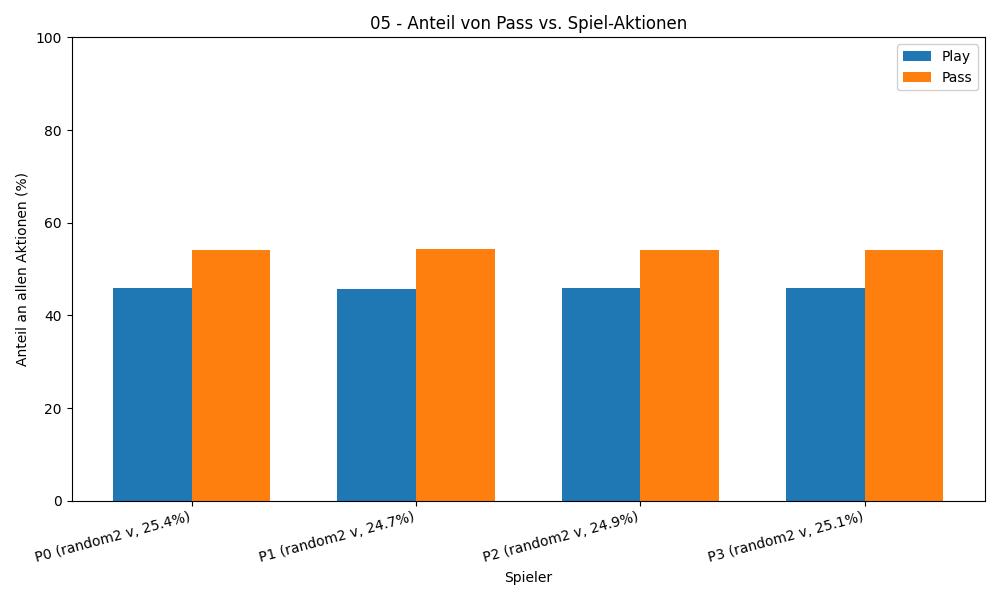 05 - Anteil von Pass vs. Spiel-Aktionen
Play
Pass
Anteil an allen Aktionen (%)
100
80
60
40
20
0
P0 (random2 v, 25.4%)
P1 (random2 v, 24.7%)
P2 (random2 v, 24.9%)
P3 (random2 v, 25.1%)
Spieler